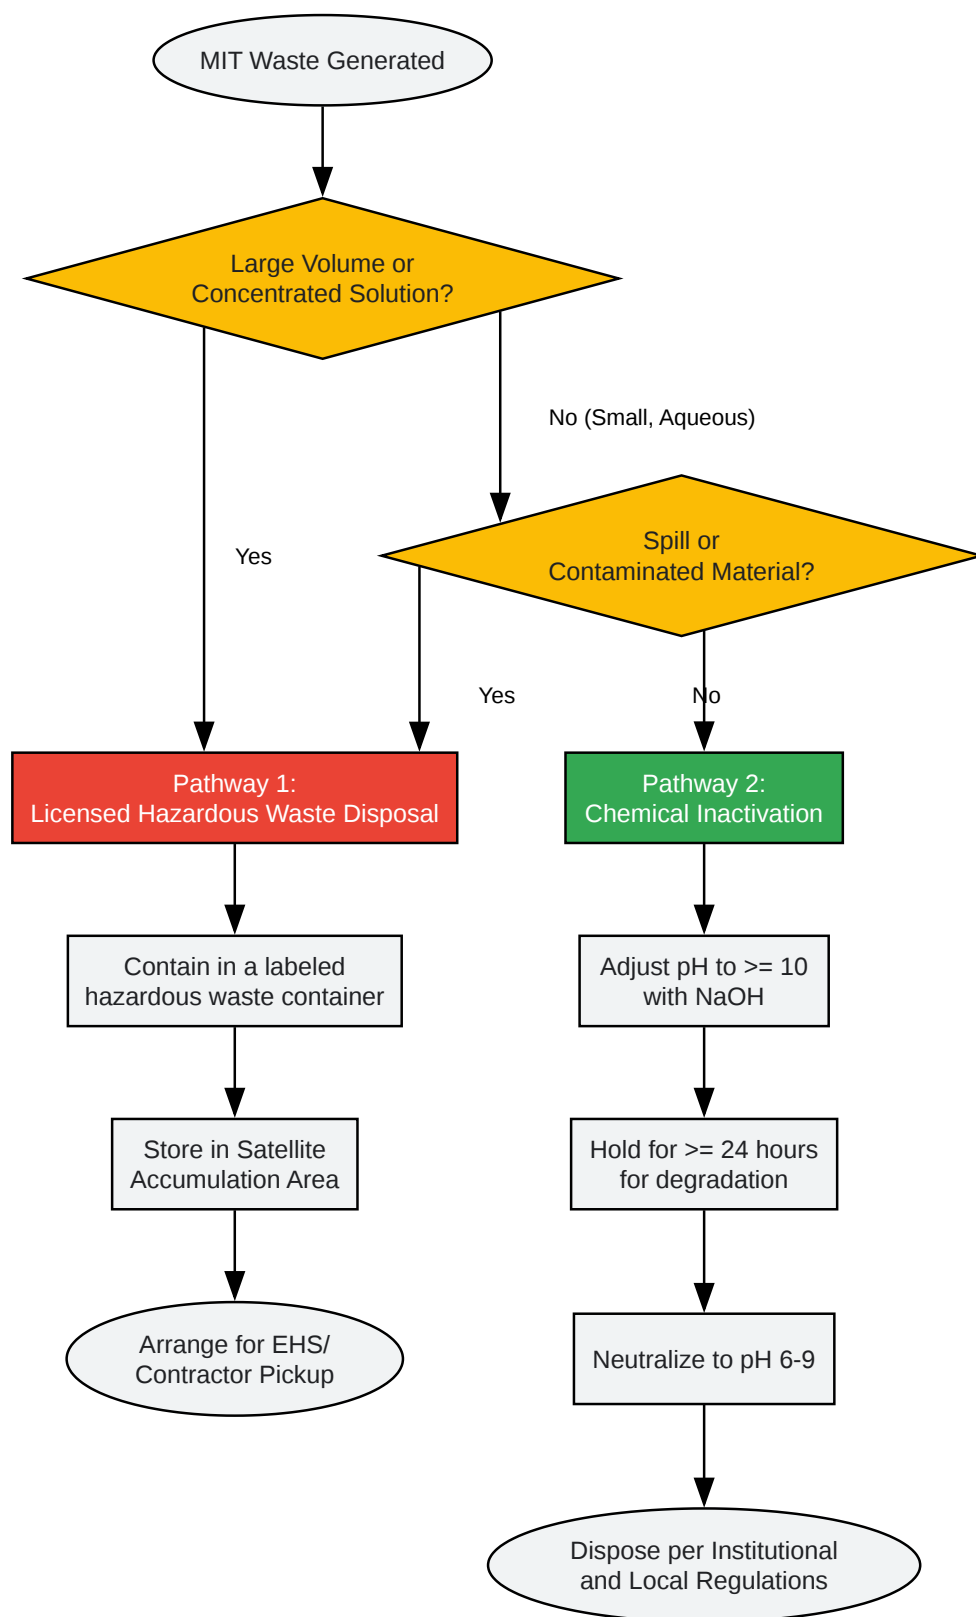 MIT Waste Generated
Large Volume or
Concentrated Solution?
No (Small, Aqueous)
Yes
Spill or
Contaminated Material?
Yes
No
Pathway 1:
Licensed Hazardous Waste Disposal
Pathway 2:
Chemical Inactivation
Contain in a labeled
hazardous waste container
Adjust pH to >= 10
with NaOH
Store in Satellite
Accumulation Area
Hold for >= 24 hours
for degradation
Arrange for EHS/
Contractor Pickup
Neutralize to pH 6-9
Dispose per Institutional
and Local Regulations